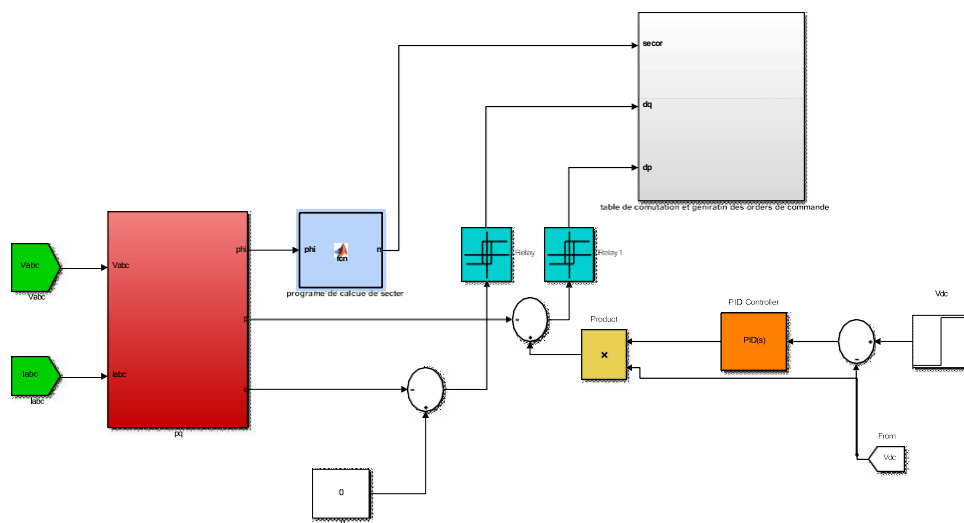 secor
dq
dp
table de comutation et géniratin des orders de commande
phi
phi
fcn
n
programe de calcue de secter
Relay
Relay1
Vabc
Vabc
Vabc
p
Iabc
Iabc
Iabc
q
pq
Product
×
PID Controller
PID(s)
Vdc
From
Vdc
0